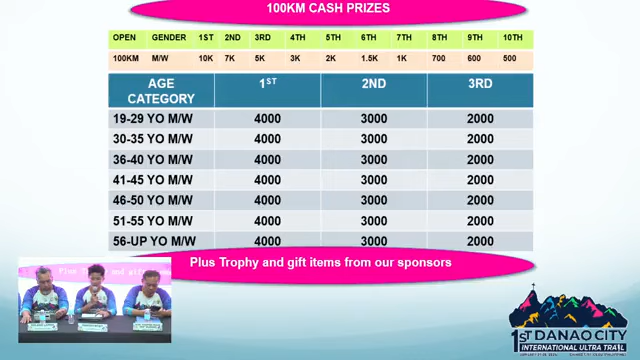 100KM CASH PRIZES
OPEN GENDER 1ST 2ND 3RD 4TH 5TH 6TH 7TH 8TH 9TH 10TH
100KM M/W 10K 7K 5K 3K 2K 1.5K 1K 700 600 500
AGE CATEGORY 1ST 2ND 3RD
19-29 YO M/W 4000 3000 2000
30-35 YO M/W 4000 3000 2000
36-40 YO M/W 4000 3000 2000
41-45 YO M/W 4000 3000 2000
46-50 YO M/W 4000 3000 2000
51-55 YO M/W 4000 3000 2000
56-UP YO M/W 4000 3000 2000
Plus Trophy and gift items from our sponsors
Plus Tr and gift
1ST DANAO CITY
INTERNATIONAL ULTRA TRAIL